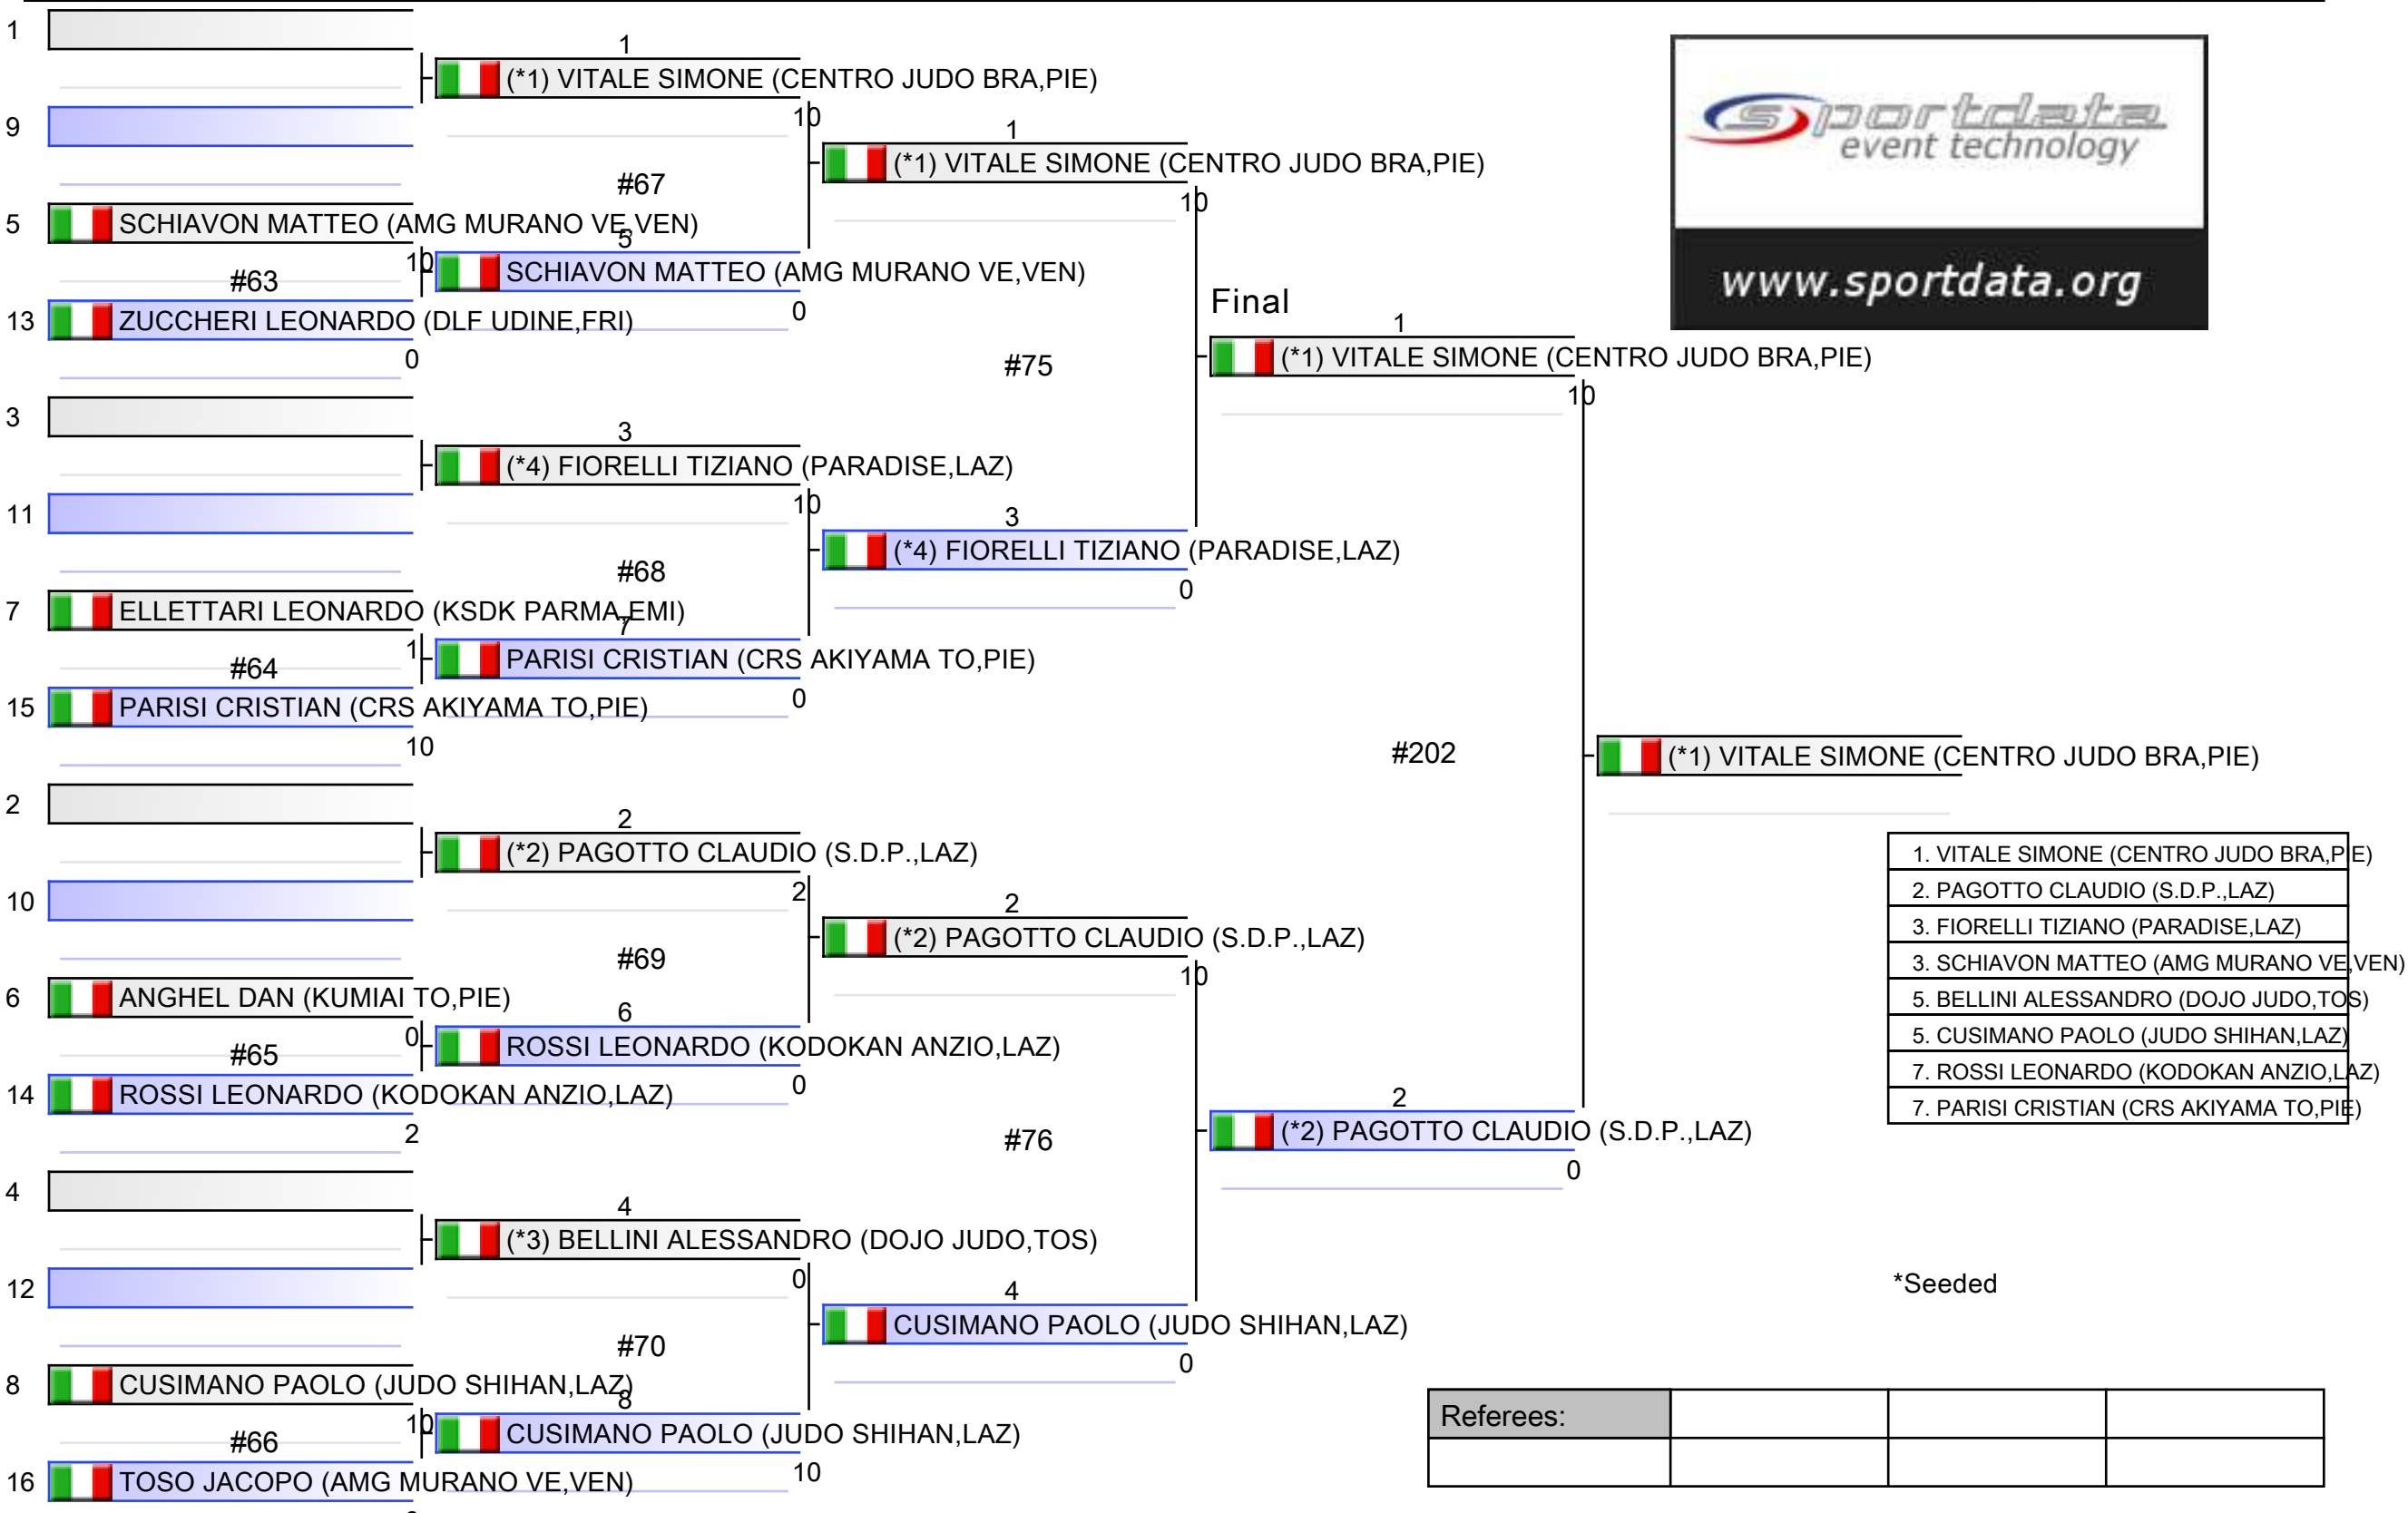 1
9
5 SCHIAVON MATTEO (AMG MURANO VE,VEN)
10
#63
13 ZUCCHERI LEONARDO (DLF UDINE,FRI)
0
3
11
7 ELLETTARI LEONARDO (KSDK PARMA,EMI)
1
#64
15 PARISI CRISTIAN (CRS AKIYAMA TO,PIE)
10
2
10
6 ANGHEL DAN (KUMIAI TO,PIE)
0
#65
14 ROSSI LEONARDO (KODOKAN ANZIO,LAZ)
2
4
12
8 CUSIMANO PAOLO (JUDO SHIHAN,LAZ)
10
#66
16 TOSO JACOPO (AMG MURANO VE,VEN)
1
(*1) VITALE SIMONE (CENTRO JUDO BRA,PIE)
10
#67
5
SCHIAVON MATTEO (AMG MURANO VE,VEN)
0
3
(*4) FIORELLI TIZIANO (PARADISE,LAZ)
10
#68
7
PARISI CRISTIAN (CRS AKIYAMA TO,PIE)
0
2
(*2) PAGOTTO CLAUDIO (S.D.P.,LAZ)
2
#69
6
ROSSI LEONARDO (KODOKAN ANZIO,LAZ)
0
4
(*3) BELLINI ALESSANDRO (DOJO JUDO,TOS)
0
#70
8
CUSIMANO PAOLO (JUDO SHIHAN,LAZ)
10
1
(*1) VITALE SIMONE (CENTRO JUDO BRA,PIE)
10
#75
3
(*4) FIORELLI TIZIANO (PARADISE,LAZ)
0
2
(*2) PAGOTTO CLAUDIO (S.D.P.,LAZ)
10
#76
4
CUSIMANO PAOLO (JUDO SHIHAN,LAZ)
0
Final
1
(*1) VITALE SIMONE (CENTRO JUDO BRA,PIE)
10
#202
2
(*2) PAGOTTO CLAUDIO (S.D.P.,LAZ)
0
(*1) VITALE SIMONE (CENTRO JUDO BRA,PIE)
sportdata
event technology
www.sportdata.org
1. VITALE SIMONE (CENTRO JUDO BRA,PIE)
2. PAGOTTO CLAUDIO (S.D.P.,LAZ)
3. FIORELLI TIZIANO (PARADISE,LAZ)
3. SCHIAVON MATTEO (AMG MURANO VE,VEN)
5. BELLINI ALESSANDRO (DOJO JUDO,TOS)
5. CUSIMANO PAOLO (JUDO SHIHAN,LAZ)
7. ROSSI LEONARDO (KODOKAN ANZIO,LAZ)
7. PARISI CRISTIAN (CRS AKIYAMA TO,PIE)
*Seeded
Referees: